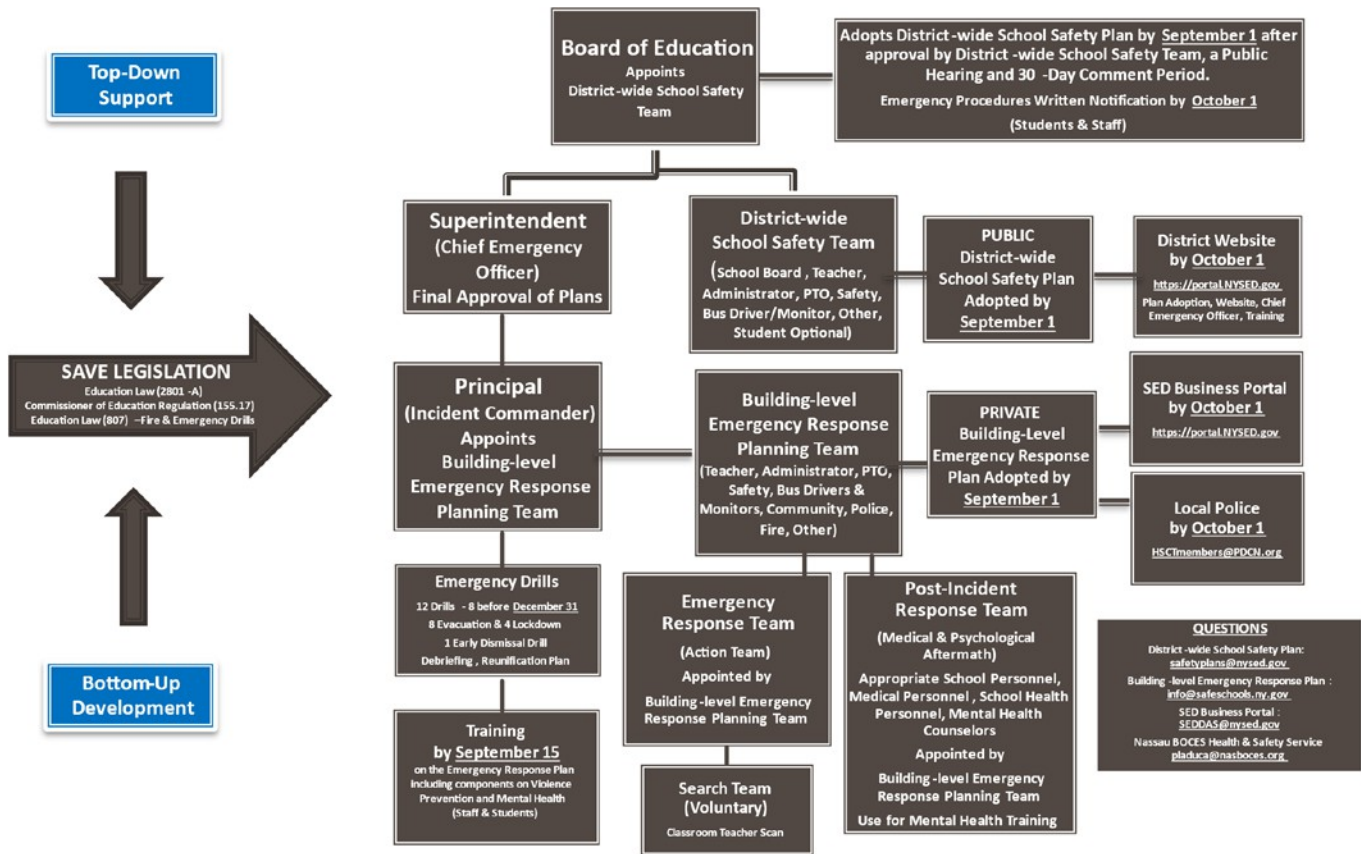 Top-Down
Support
Board of Education
Appoints
District-wide School Safety
Team
Adopts District -wide School Safety Plan by September 1 after
approval by District -wide School Safety Team, a Public
Hearing and 30 -Day Comment Period.
Emergency Procedures Written Notification by October 1
(Students & Staff)
Superintendent
(Chief Emergency
Officer)
Final Approval of Plans
District-wide
School Safety Team
(School Board , Teacher,
Administrator, PTO, Safety,
Bus Driver/Monitor, Other,
Student Optional)
PUBLIC
District-wide
School Safety Plan
Adopted by
September 1
District Website
by October 1
https://portal.NYSED.gov
Plan Adoption, Website, Chief
Emergency Officer, Training
SAVE LEGISLATION
Education Law (2801 -A)
Commissioner of Education Regulation (155.17)
Education Law (807) –Fire & Emergency Drills
Principal
(Incident Commander)
Appoints
Building-level
Emergency Response
Planning Team
Building-level
Emergency Response
Planning Team
(Teacher, Administrator, PTO,
Safety, Bus Drivers &
Monitors, Community, Police,
Fire, Other)
PRIVATE
Building-Level
Emergency Response
Plan Adopted by
September 1
SED Business Portal
by October 1
https://portal.NYSED.gov
Local Police
by October 1
HSCTmembers@PDCN.org
Bottom-Up
Development
Emergency Drills
12 Drills - 8 before December 31
8 Evacuation & 4 Lockdown
1 Early Dismissal Drill
Debriefing , Reunification Plan
Training
by September 15
on the Emergency Response Plan
including components on Violence
Prevention and Mental Health
(Staff & Students)
Emergency
Response Team
(Action Team)
Appointed by
Building-level Emergency
Response Planning Team
Search Team
(Voluntary)
Classroom Teacher Scan
Post-Incident
Response Team
(Medical & Psychological
Aftermath)
Appropriate School Personnel,
Medical Personnel , School Health
Personnel, Mental Health
Counselors
Appointed by
Building -level Emergency
Response Planning Team
Use for Mental Health Training
QUESTIONS
District -wide School Safety Plan:
safetyplans@nysed.gov
Building -level Emergency Response Plan :
info@safeschools.ny.gov
SED Business Portal :
SEDDAS@nysed.gov
Nassau BOCES Health & Safety Service
pladuca@nasboces.org